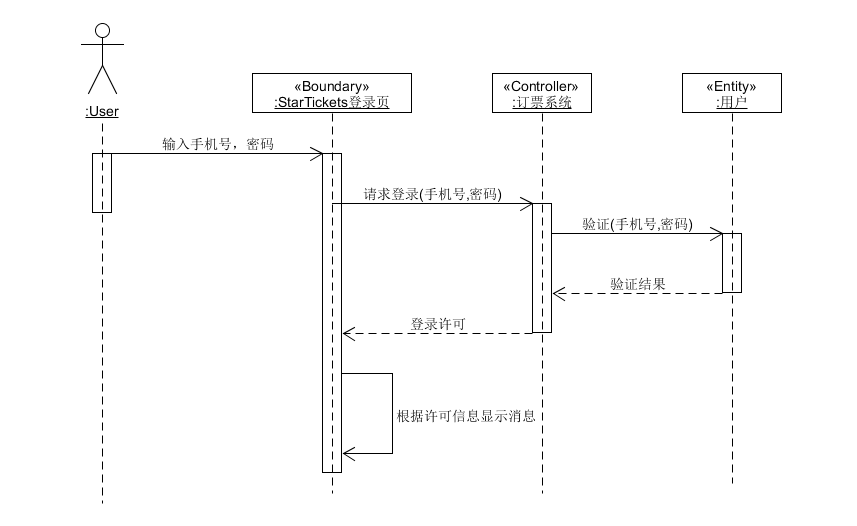 :User
«Boundary»
:StarTickets登录页
«Controller»
:订票系统
«Entity»
:用户
输入手机号，密码
请求登录(手机号,密码)
验证(手机号,密码)
验证结果
登录许可
根据许可信息显示消息